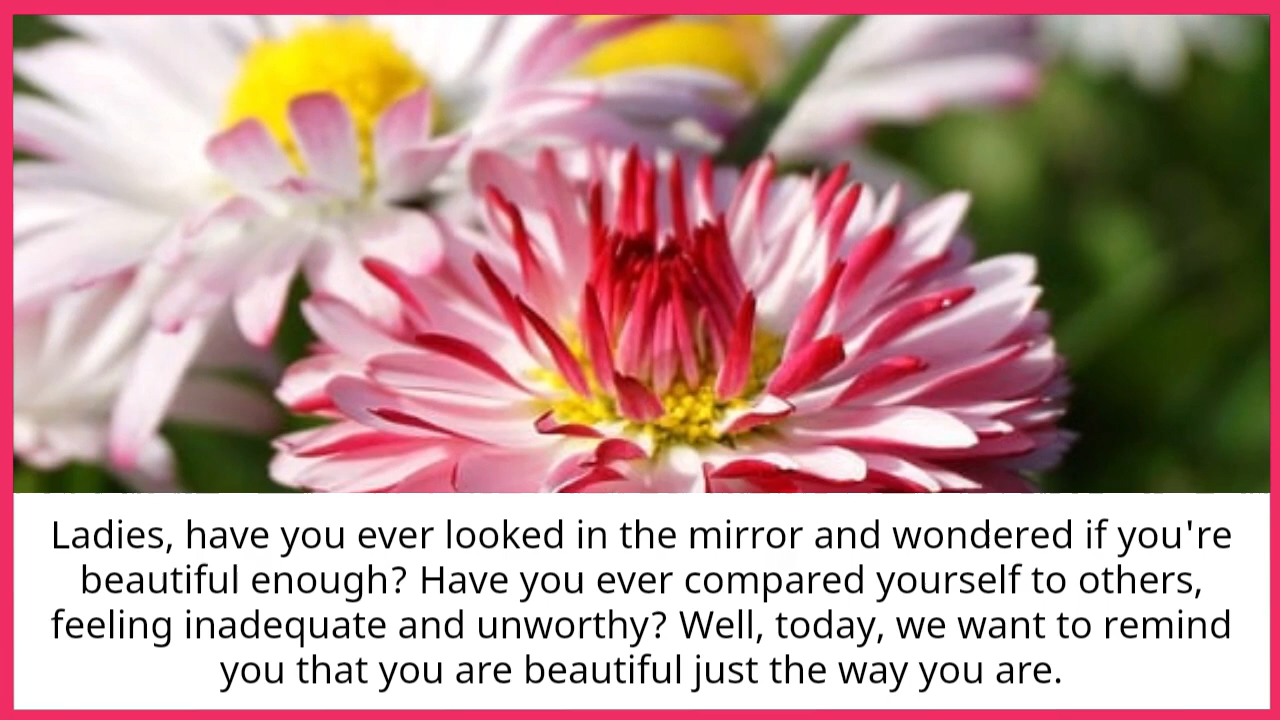 Ladies, have you ever looked in the mirror and wondered if you're
beautiful enough? Have you ever compared yourself to others,
feeling inadequate and unworthy? Well, today, we want to remind
you that you are beautiful just the way you are.